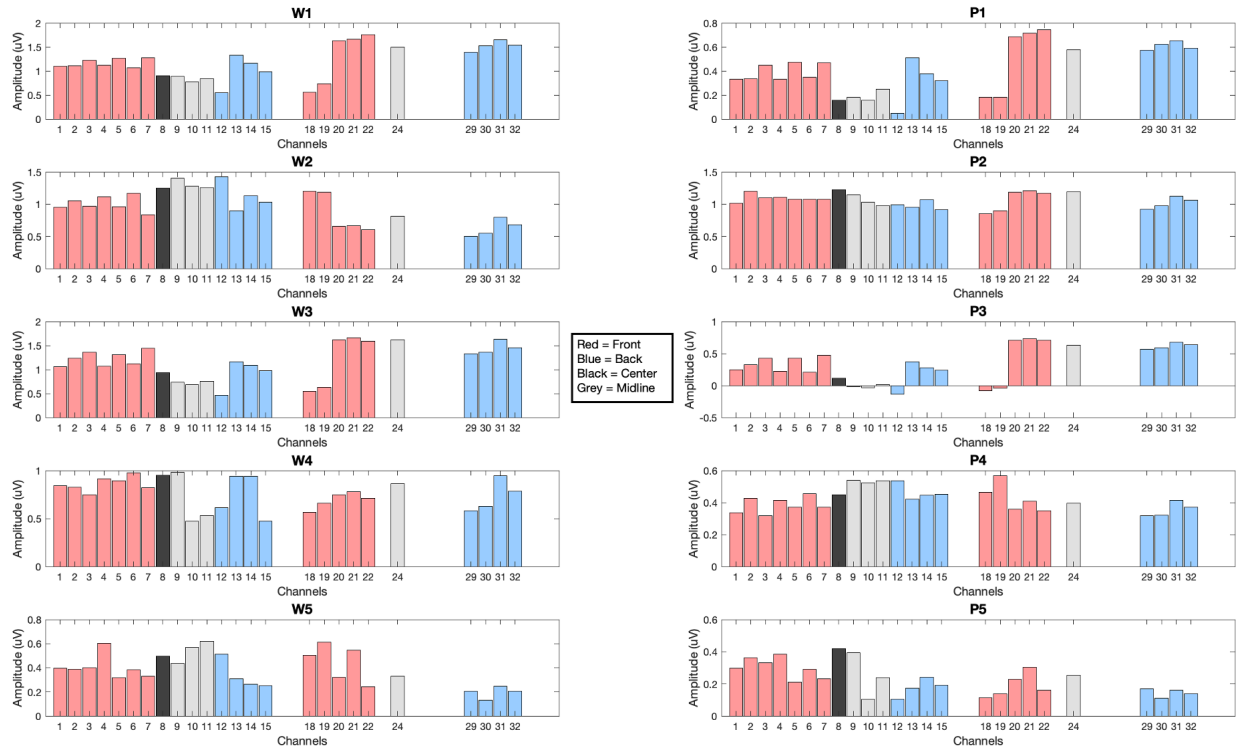 W1
Amplitude (uV)
2
1.5
1
0.5
0
1 2 3 4 5 6 7 8 9 10 11 12 13 14 15 18 19 20 21 22 24 29 30 31 32
Channels
P1
Amplitude (uV)
0.8
0.6
0.4
0.2
0
1 2 3 4 5 6 7 8 9 10 11 12 13 14 15 18 19 20 21 22 24 29 30 31 32
Channels
W2
Amplitude (uV)
1.5
1
0.5
0
1 2 3 4 5 6 7 8 9 10 11 12 13 14 15 18 19 20 21 22 24 29 30 31 32
Channels
P2
Amplitude (uV)
1.5
1
0.5
0
1 2 3 4 5 6 7 8 9 10 11 12 13 14 15 18 19 20 21 22 24 29 30 31 32
Channels
W3
Amplitude (uV)
2
1.5
1
0.5
0
1 2 3 4 5 6 7 8 9 10 11 12 13 14 15 18 19 20 21 22 24 29 30 31 32
Channels
Red = Front
Blue = Back
Black = Center
Grey = Midline
P3
Amplitude (uV)
1
0.5
0
-0.5
1 2 3 4 5 6 7 8 9 10 11 12 13 14 15 18 19 20 21 22 24 29 30 31 32
Channels
W4
Amplitude (uV)
1
0.5
0
1 2 3 4 5 6 7 8 9 10 11 12 13 14 15 18 19 20 21 22 24 29 30 31 32
Channels
P4
Amplitude (uV)
0.6
0.4
0.2
0
1 2 3 4 5 6 7 8 9 10 11 12 13 14 15 18 19 20 21 22 24 29 30 31 32
Channels
W5
Amplitude (uV)
0.8
0.6
0.4
0.2
0
1 2 3 4 5 6 7 8 9 10 11 12 13 14 15 18 19 20 21 22 24 29 30 31 32
Channels
P5
Amplitude (uV)
0.6
0.4
0.2
0
1 2 3 4 5 6 7 8 9 10 11 12 13 14 15 18 19 20 21 22 24 29 30 31 32
Channels